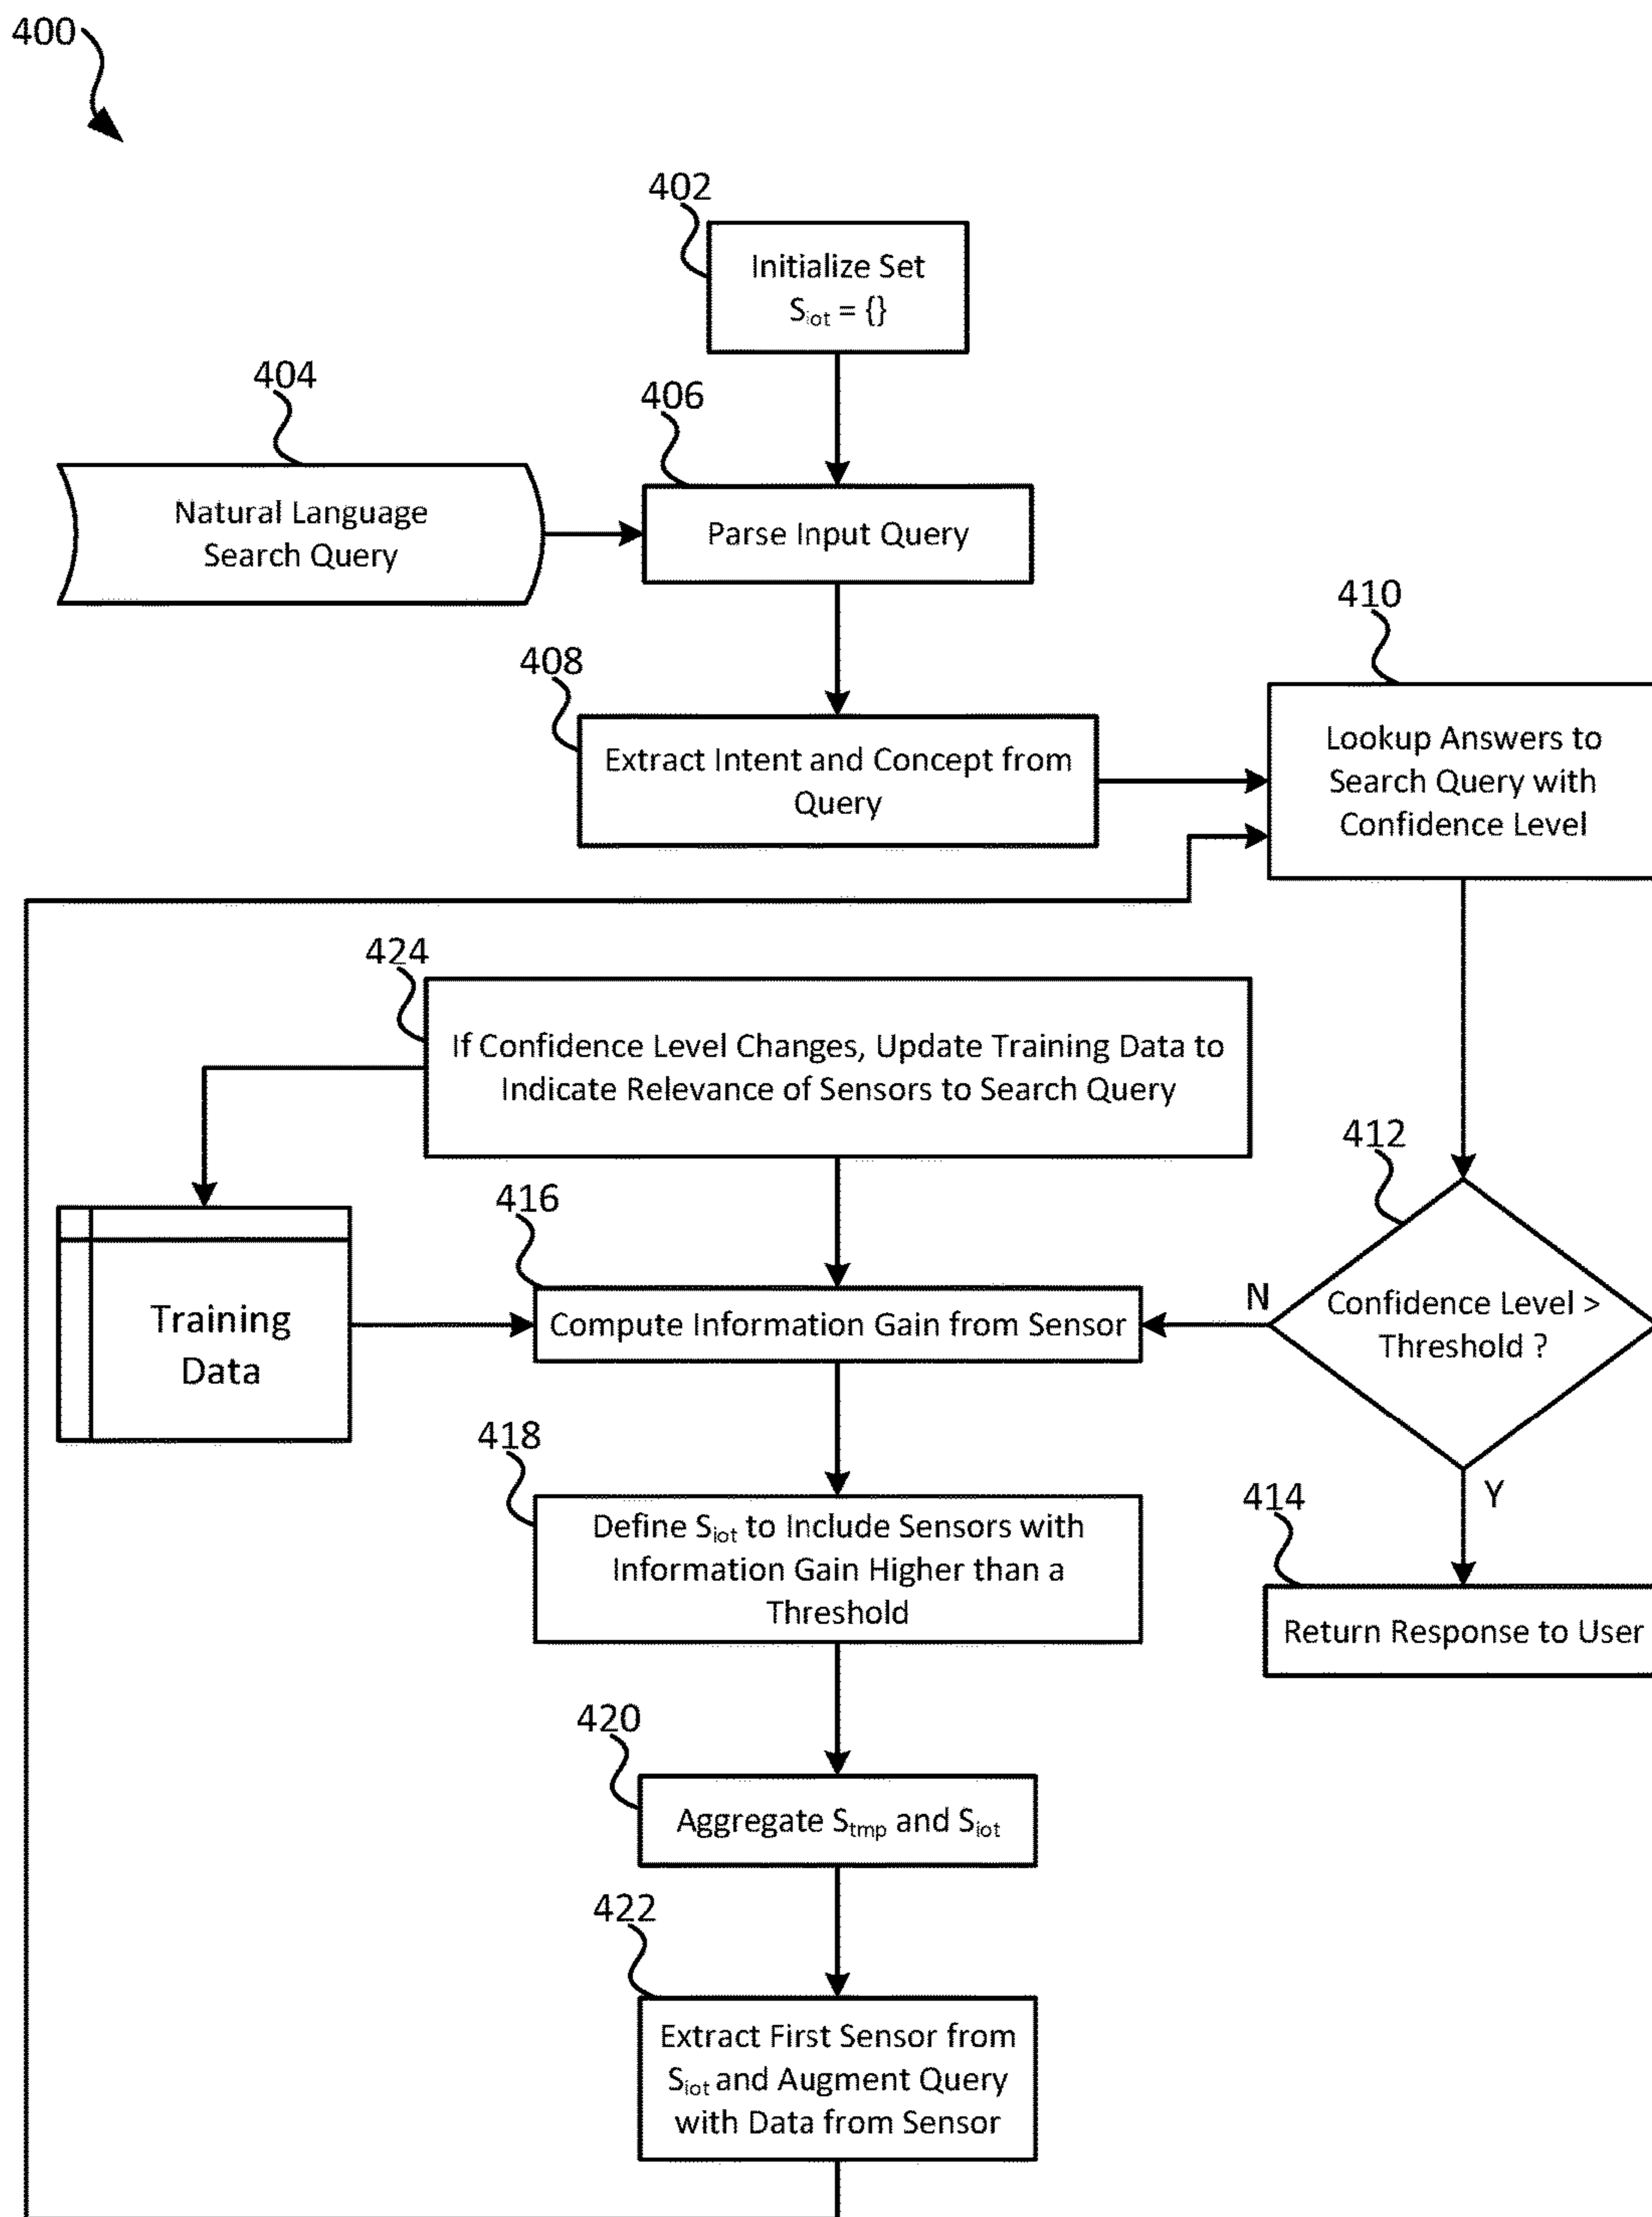 400
402
Initialize Set
Siot = {}
404
Natural Language
Search Query
406
Parse Input Query
408
Extract Intent and Concept from
Query
410
Lookup Answers to
Search Query with
Confidence Level
424
If Confidence Level Changes, Update Training Data to
Indicate Relevance of Sensors to Search Query
412
Confidence Level >
Threshold ?
N
Y
416
Compute Information Gain from Sensor
Training
Data
418
Define Siot to Include Sensors with
Information Gain Higher than a
Threshold
414
Return Response to User
420
Aggregate Stmp and Siot
422
Extract First Sensor from
Siot and Augment Query
with Data from Sensor